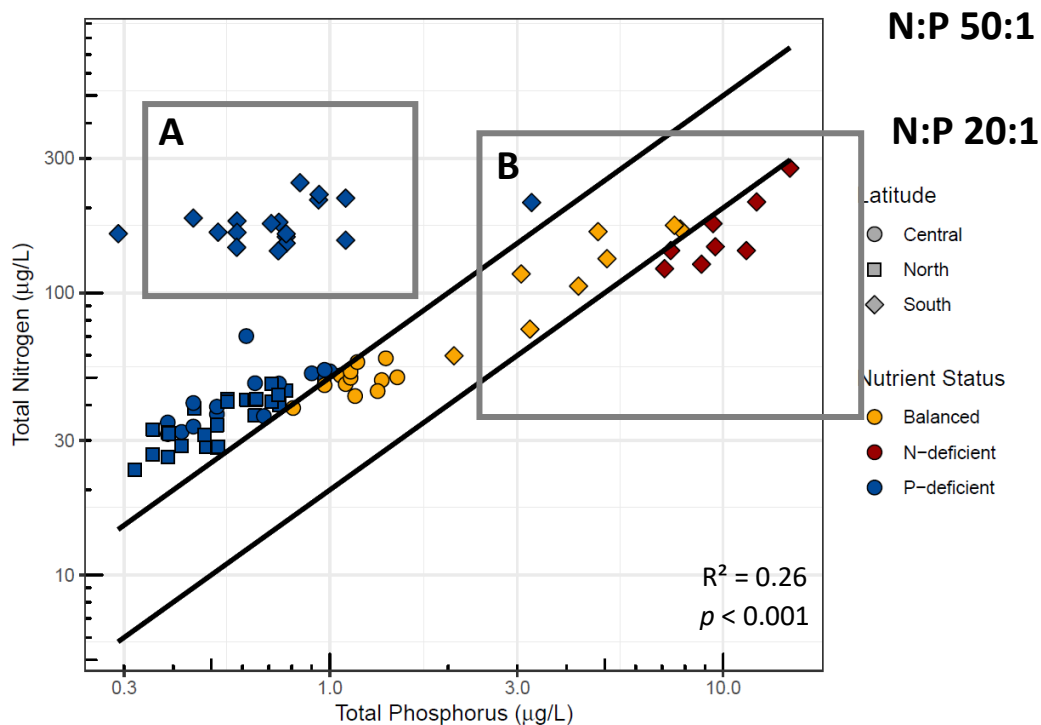 N:P 50:1
N:P 20:1
A
B
300
100
30
10
Total Nitrogen (µg/L)
0.3
1.0
3.0
10.0
Total Phosphorus (µg/L)
R² = 0.26
p < 0.001
Latitude
Central
North
South
Nutrient Status
Balanced
N−deficient
P−deficient